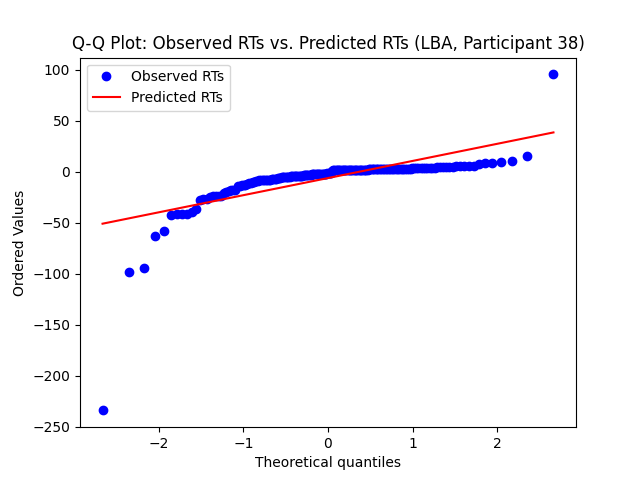 Q-Q Plot: Observed RTs vs. Predicted RTs (LBA, Participant 38)
Observed RTs
Predicted RTs
100
50
0
−50
−100
−150
−200
−250
Ordered Values
−2
−1
0
1
2
Theoretical quantiles